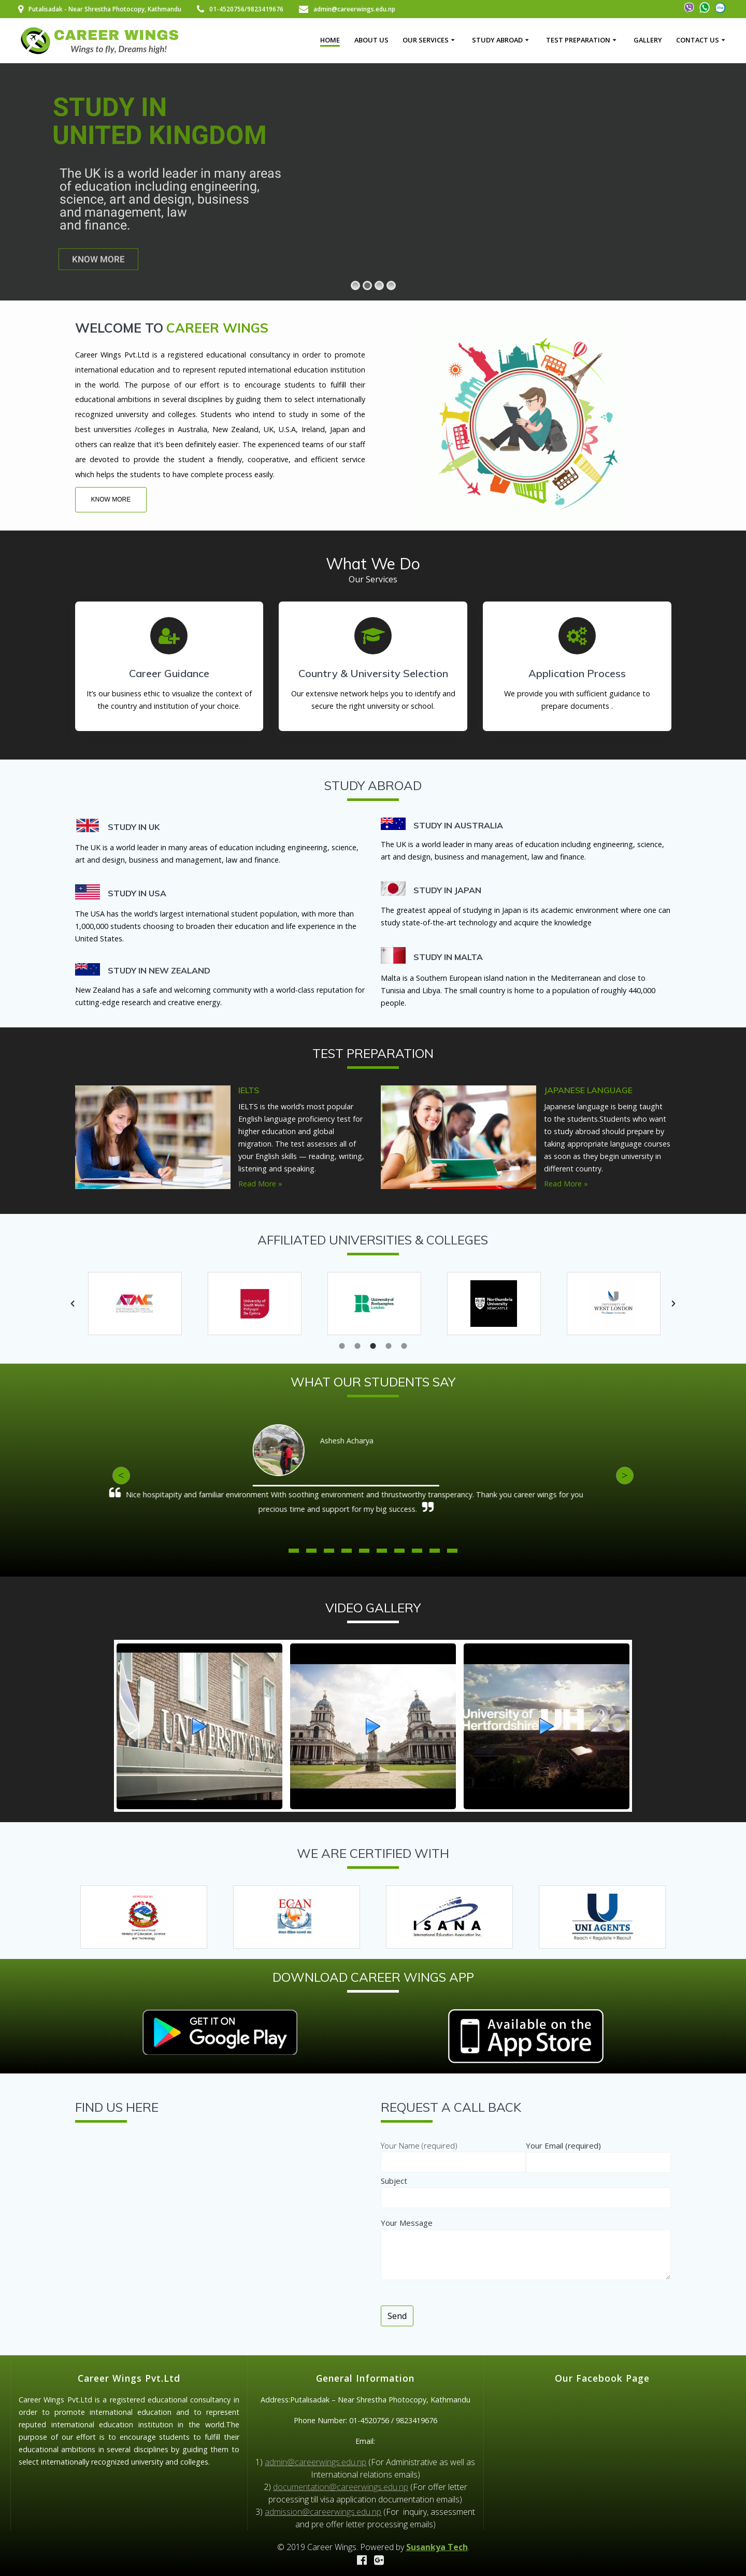 Putalisadak - Near Shrestha Photocopy, Kathmandu
01-4520756/9823419676
admin@careerwings.edu.np
CAREER WINGS
Wings to fly, Dreams high!
HOME
ABOUT US
OUR SERVICES
STUDY ABROAD
TEST PREPARATION
GALLERY
CONTACT US
STUDY IN
UNITED KINGDOM
The UK is a world leader in many areas
of education including engineering,
science, art and design, business
and management, law
and finance.
KNOW MORE
WELCOME TO CAREER WINGS
Career Wings Pvt.Ltd is a registered educational consultancy in order to promote
international education and to represent reputed international education institution
in the world. The purpose of our effort is to encourage students to fulfill their
educational ambitions in several disciplines by guiding them to select internationally
recognized university and colleges. Students who intend to study in some of the
best universities /colleges in Australia, New Zealand, UK, U.S.A, Ireland, Japan and
others can realize that it's been definitely easier. The experienced teams of our staff
are devoted to provide the student a friendly, cooperative, and efficient service
which helps the students to have complete process easily.
KNOW MORE
What We Do
Our Services
Career Guidance
It's our business ethic to visualize the context of
the country and institution of your choice.
Country & University Selection
Our extensive network helps you to identify and
secure the right university or school.
Application Process
We provide you with sufficient guidance to
prepare documents .
STUDY ABROAD
STUDY IN UK
The UK is a world leader in many areas of education including engineering, science,
art and design, business and management, law and finance.
STUDY IN USA
The USA has the world's largest international student population, with more than
1,000,000 students choosing to broaden their education and life experience in the
United States.
STUDY IN NEW ZEALAND
New Zealand has a safe and welcoming community with a world-class reputation for
cutting-edge research and creative energy.
STUDY IN AUSTRALIA
The UK is a world leader in many areas of education including engineering, science,
art and design, business and management, law and finance.
STUDY IN JAPAN
The greatest appeal of studying in Japan is its academic environment where one can
study state-of-the-art technology and acquire the knowledge
STUDY IN MALTA
Malta is a Southern European island nation in the Mediterranean and close to
Tunisia and Libya. The small country is home to a population of roughly 440,000
people.
TEST PREPARATION
IELTS
IELTS is the world's most popular
English language proficiency test for
higher education and global
migration. The test assesses all of
your English skills — reading, writing,
listening and speaking.
Read More »
JAPANESE LANGUAGE
Japanese language is being taught
to the students.Students who want
to study abroad should prepare by
taking appropriate language courses
as soon as they begin university in
different country.
Read More »
AFFILIATED UNIVERSITIES & COLLEGES
ATMC
University of
South Wales
Prifysgol
De Cymru
University of
Roehampton
London
Northumbria
University
NEWCASTLE
UNIVERSITY OF
WEST LONDON
WHAT OUR STUDENTS SAY
Ashesh Acharya
< >
Nice hospitapity and familiar environment With soothing environment and thrustworthy transperancy. Thank you career wings for you
precious time and support for my big success.
VIDEO GALLERY
UNIVERSITY OF WEST
University of
Hertfordshire UH
WE ARE CERTIFIED WITH
Ministry of Education, Science
and Technology
ECAN
ISANA
International Education Association Inc.
UNI AGENTS
Reach • Regulate • Recruit
DOWNLOAD CAREER WINGS APP
GET IT ON
Google Play
Available on the
App Store
FIND US HERE
REQUEST A CALL BACK
Your Name (required)
Your Email (required)
Subject
Your Message
Send
Career Wings Pvt.Ltd
Career Wings Pvt.Ltd is a registered educational consultancy in
order to promote international education and to represent
reputed international education institution in the world.The
purpose of our effort is to encourage students to fulfill their
educational ambitions in several disciplines by guiding them to
select internationally recognized university and colleges.
General Information
Address:Putalisadak – Near Shrestha Photocopy, Kathmandu
Phone Number: 01-4520756 / 9823419676
Email:
1) admin@careerwings.edu.np (For Administrative as well as
International relations emails)
2) documentation@careerwings.edu.np (For offer letter
processing till visa application documentation emails)
3) admission@careerwings.edu.np (For inquiry, assessment
and pre offer letter processing emails)
Our Facebook Page
© 2019 Career Wings. Powered by Susankya Tech